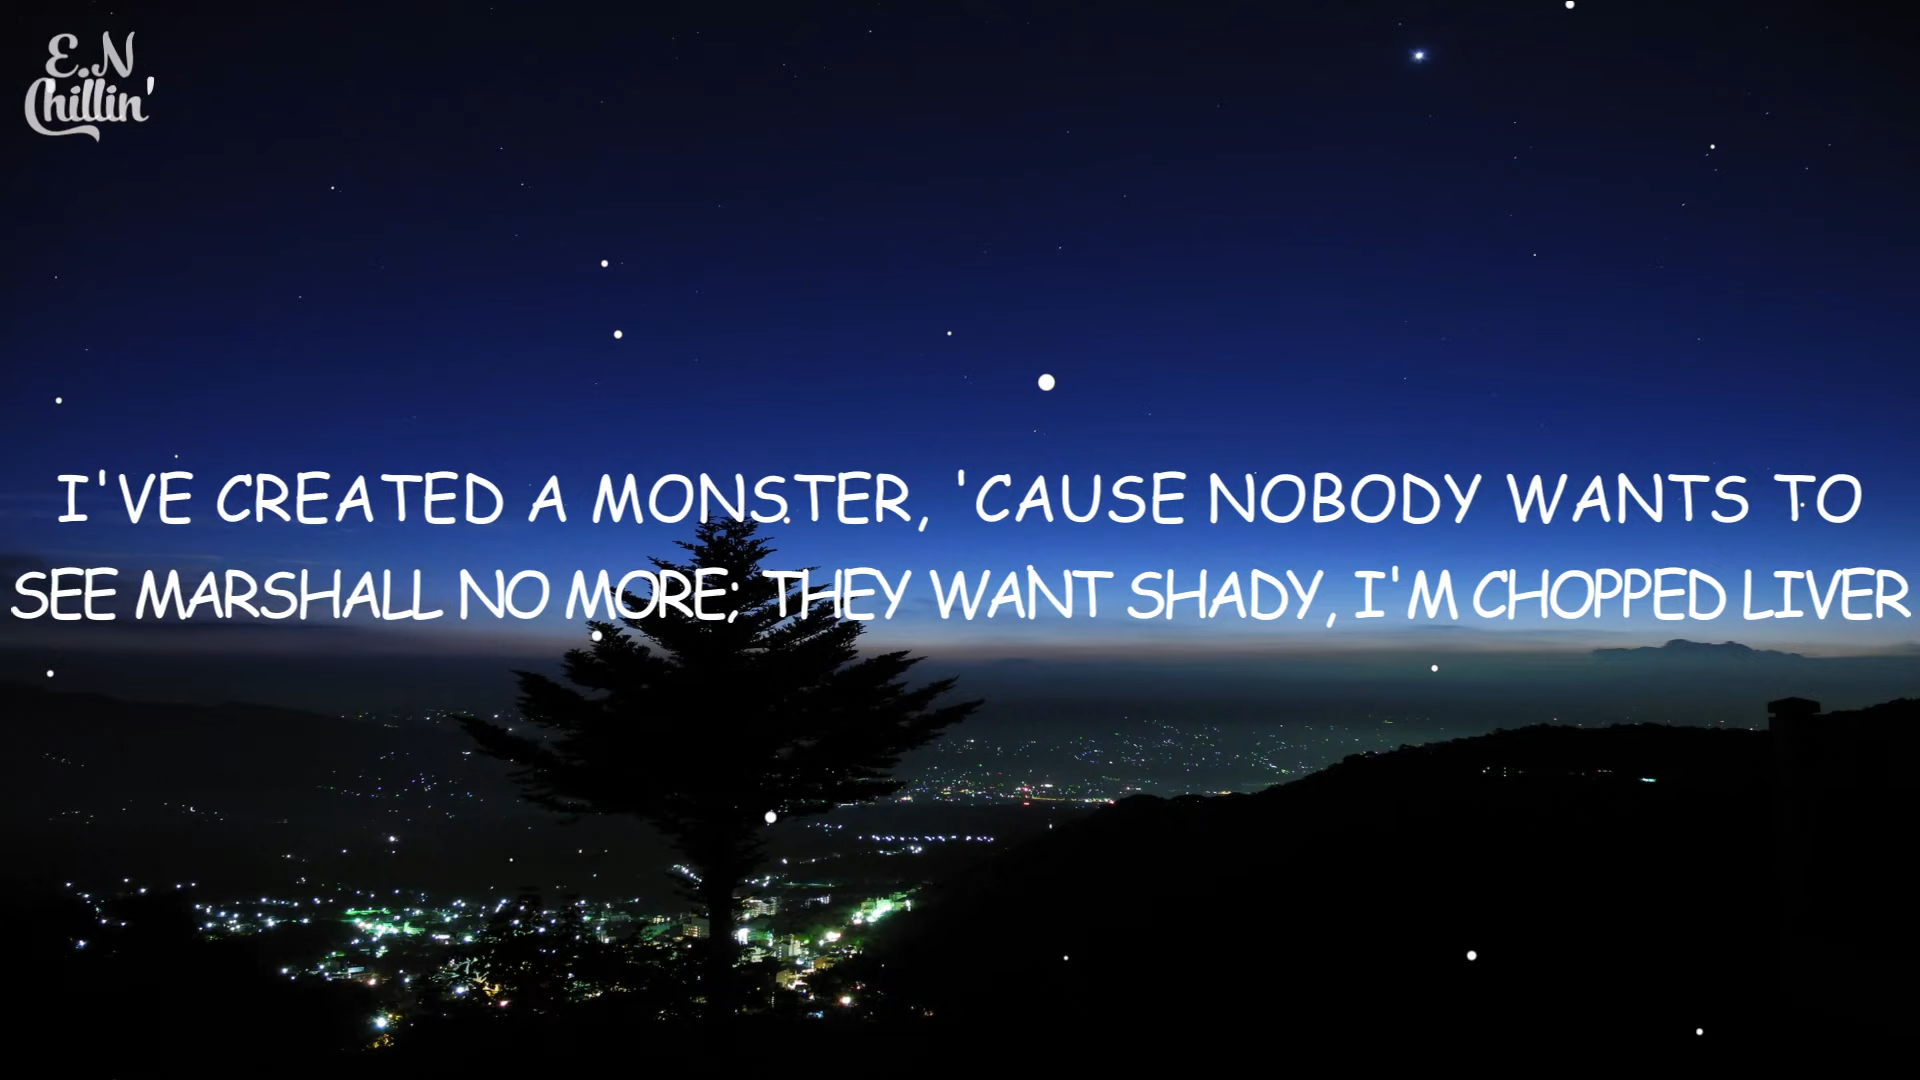 E.N
Chillin'
I'VE CREATED A MONSTER, 'CAUSE NOBODY WANTS TO
SEE MARSHALL NO MORE; THEY WANT SHADY, I'M CHOPPED LIVER